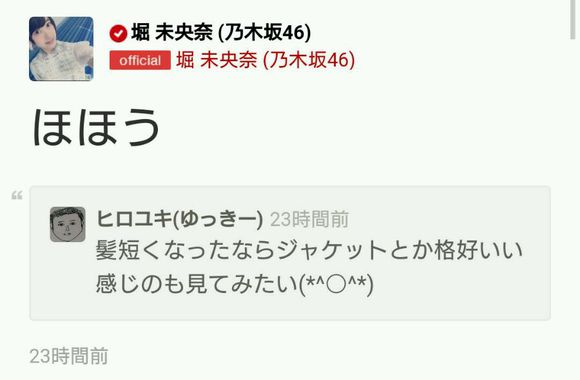 堀 未央奈 (乃木坂46)
official 堀 未央奈 (乃木坂46)
ほほう
“
ヒロユキ(ゆっきー) 23時間前
髪短くなったならジャケットとか格好いい
感じのも見てみたい(*^○^*)
23時間前